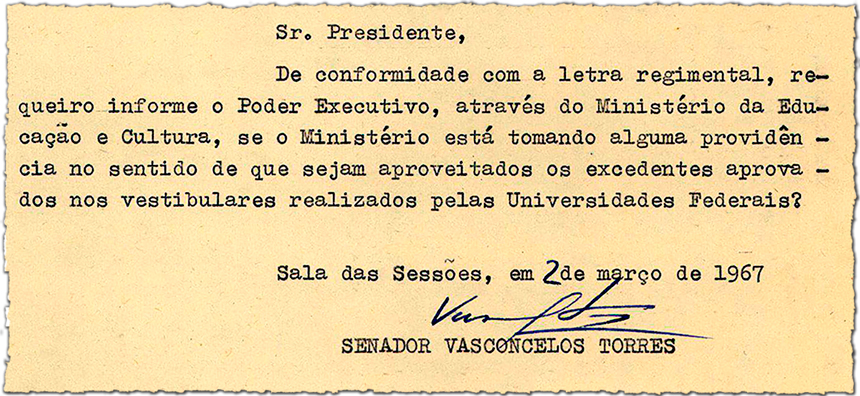 Sr. Presidente,
De conformidade com a letra regimental, re-
queiro informe o Poder Executivo, através do Ministério da Edu-
cação e Cultura, se o Ministério está tomando alguma providên -
cia no sentido de que sejam aproveitados os excedentes aprova -
dos nos vestibulares realizados pelas Universidades Federais?
Sala das Sessões, em 2 de março de 1967
SENADOR VASCONCELOS TORRES